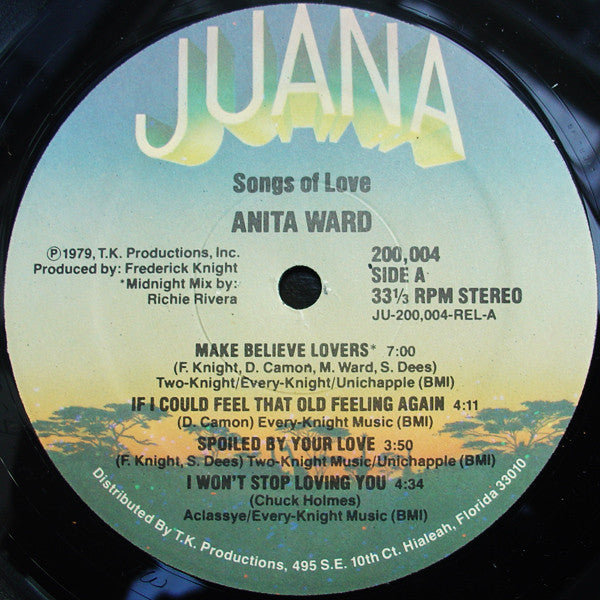 JUANA
Songs of Love
ANITA WARD
℗1979, T.K. Productions, Inc.
Produced by: Frederick Knight
*Midnight Mix by:
Richie Rivera
200,004
SIDE A
33⅓ RPM STEREO
JU-200,004-REL-A
MAKE BELIEVE LOVERS* 7:00
(F. Knight, D. Camon, M. Ward, S. Dees)
Two-Knight/Every-Knight/Unichapple (BMI)
IF I COULD FEEL THAT OLD FEELING AGAIN 4:11
(D. Camon) Every-Knight Music (BMI)
SPOILED BY YOUR LOVE 3:50
(F. Knight, S. Dees) Two-Knight Music/Unichapple (BMI)
I WON'T STOP LOVING YOU 4:34
(Chuck Holmes)
Aclassye/Every-Knight Music (BMI)
Distributed By T.K. Productions, 495 S.E. 10th Ct. Hialeah, Florida 33010